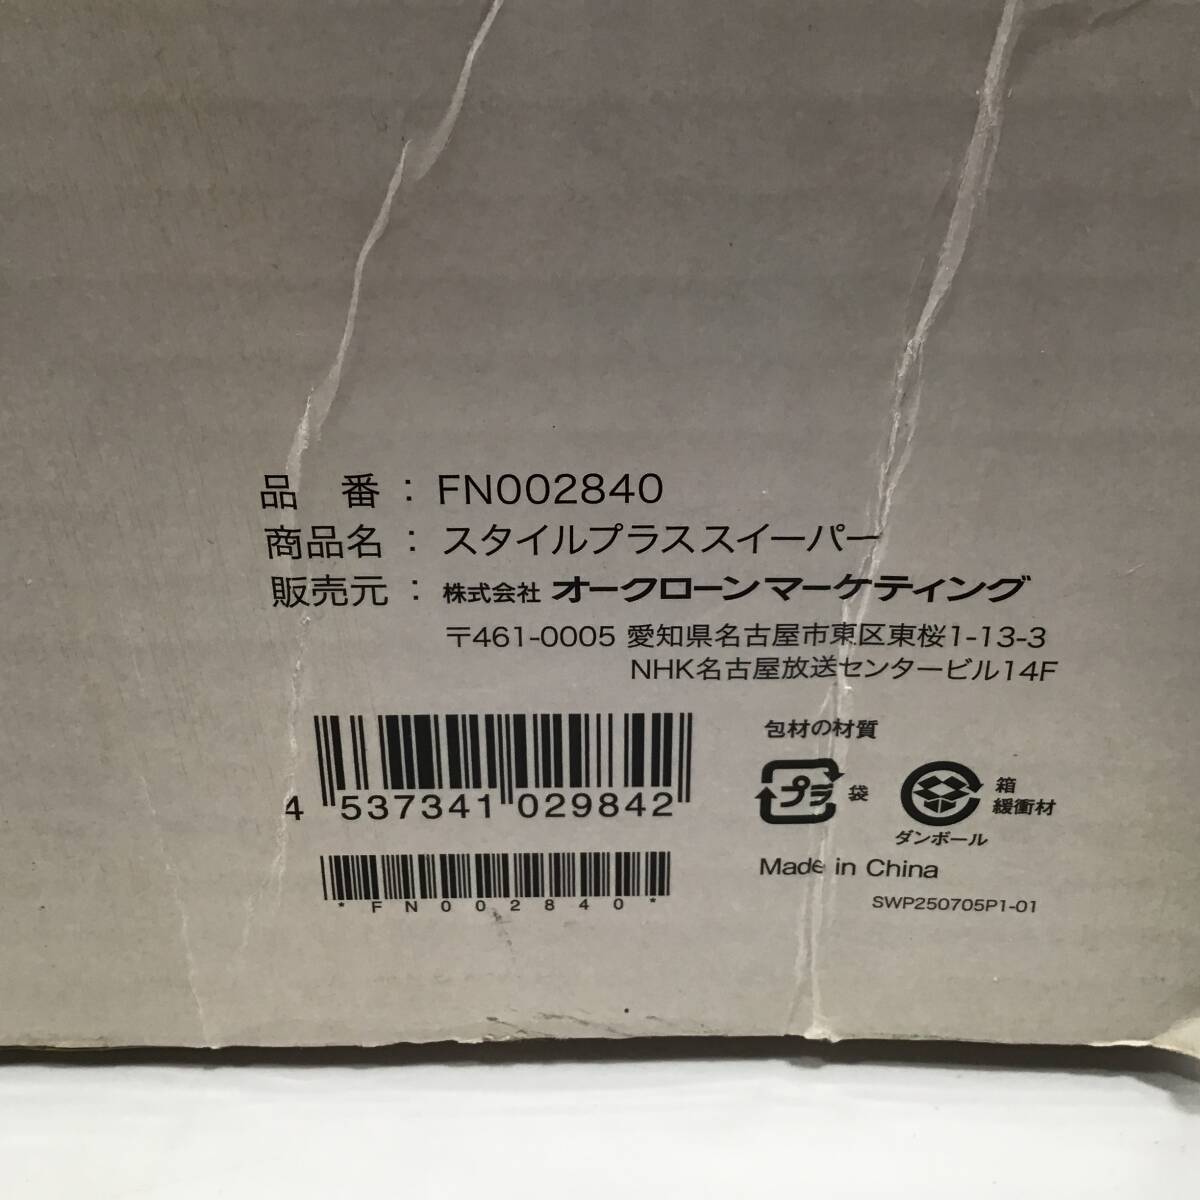 品 番 : FN002840
商品名 : スタイルプラススイーパー
販売元 : 株式会社 オークローンマーケティング
〒461-0005 愛知県名古屋市東区東桜1-13-3
NHK名古屋放送センタービル14F
4 537341 029842
*FN002840*
包材の材質
プラ 袋
箱
緩衝材
ダンボール
Made in China
SWP250705P1-01